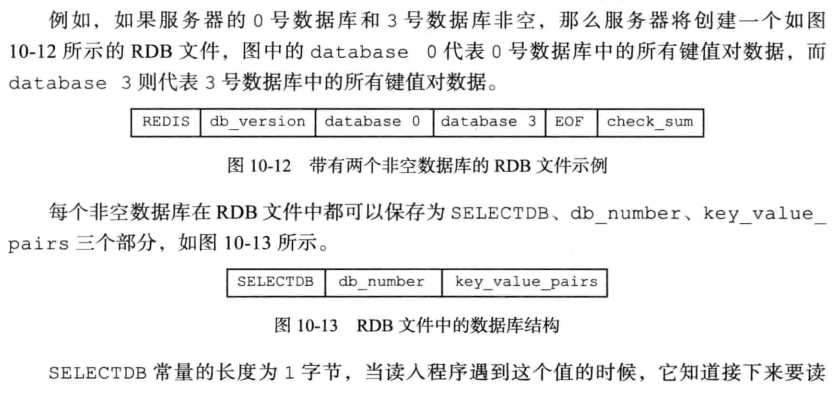 例如，如果服务器的 0 号数据库和 3 号数据库非空，那么服务器将创建一个如图
10-12 所示的 RDB 文件，图中的 database 0 代表 0 号数据库中的所有键值对数据，而
database 3 则代表 3 号数据库中的所有键值对数据。
REDIS db_version database 0 database 3 EOF check_sum
图 10-12 带有两个非空数据库的 RDB 文件示例
每个非空数据库在 RDB 文件中都可以保存为 SELECTDB、db_number、key_value_
pairs 三个部分，如图 10-13 所示。
SELECTDB db_number key_value_pairs
图 10-13 RDB 文件中的数据库结构
SELECTDB 常量的长度为 1 字节，当读入程序遇到这个值的时候，它知道接下来要读